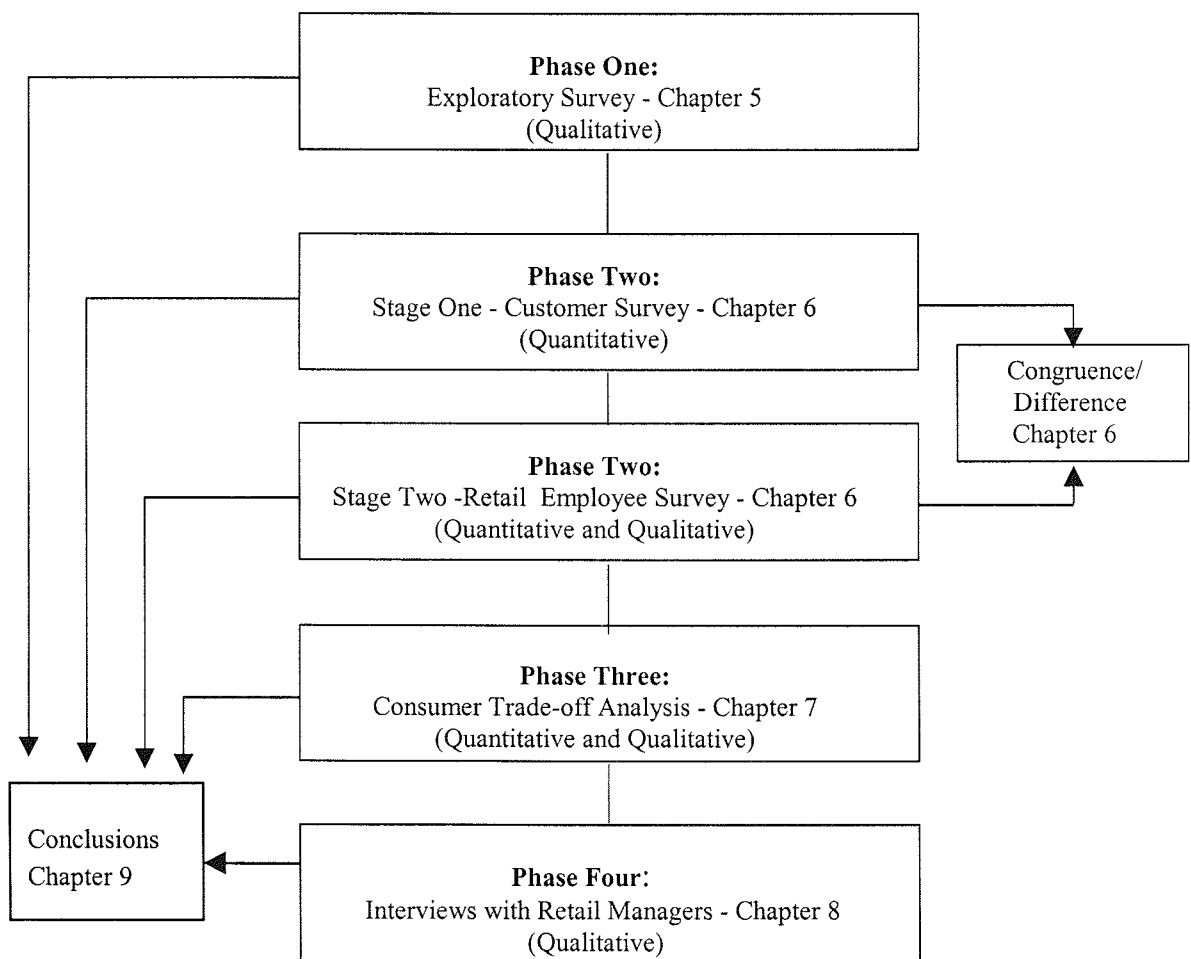 Phase One:
Exploratory Survey - Chapter 5
(Qualitative)
Phase Two:
Stage One - Customer Survey - Chapter 6
(Quantitative)
Congruence/
Difference
Chapter 6
Phase Two:
Stage Two -Retail Employee Survey - Chapter 6
(Quantitative and Qualitative)
Phase Three:
Consumer Trade-off Analysis - Chapter 7
(Quantitative and Qualitative)
Conclusions
Chapter 9
Phase Four:
Interviews with Retail Managers - Chapter 8
(Qualitative)